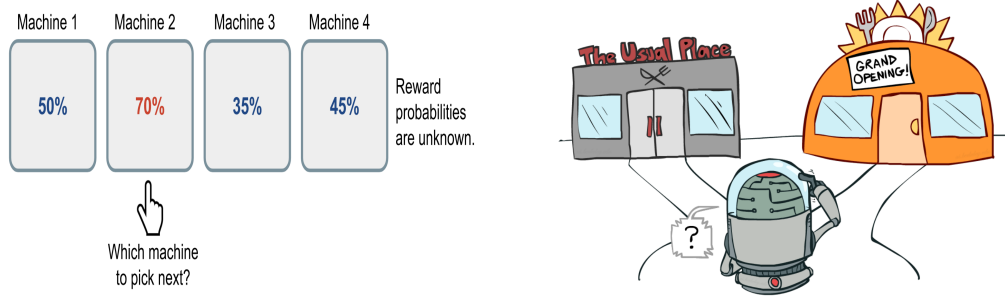 Machine 1
Machine 2
Machine 3
Machine 4
50%
70%
35%
45%
Reward
probabilities
are unknown.
Which machine
to pick next?
The Usual Place
GRAND
OPENING!
?